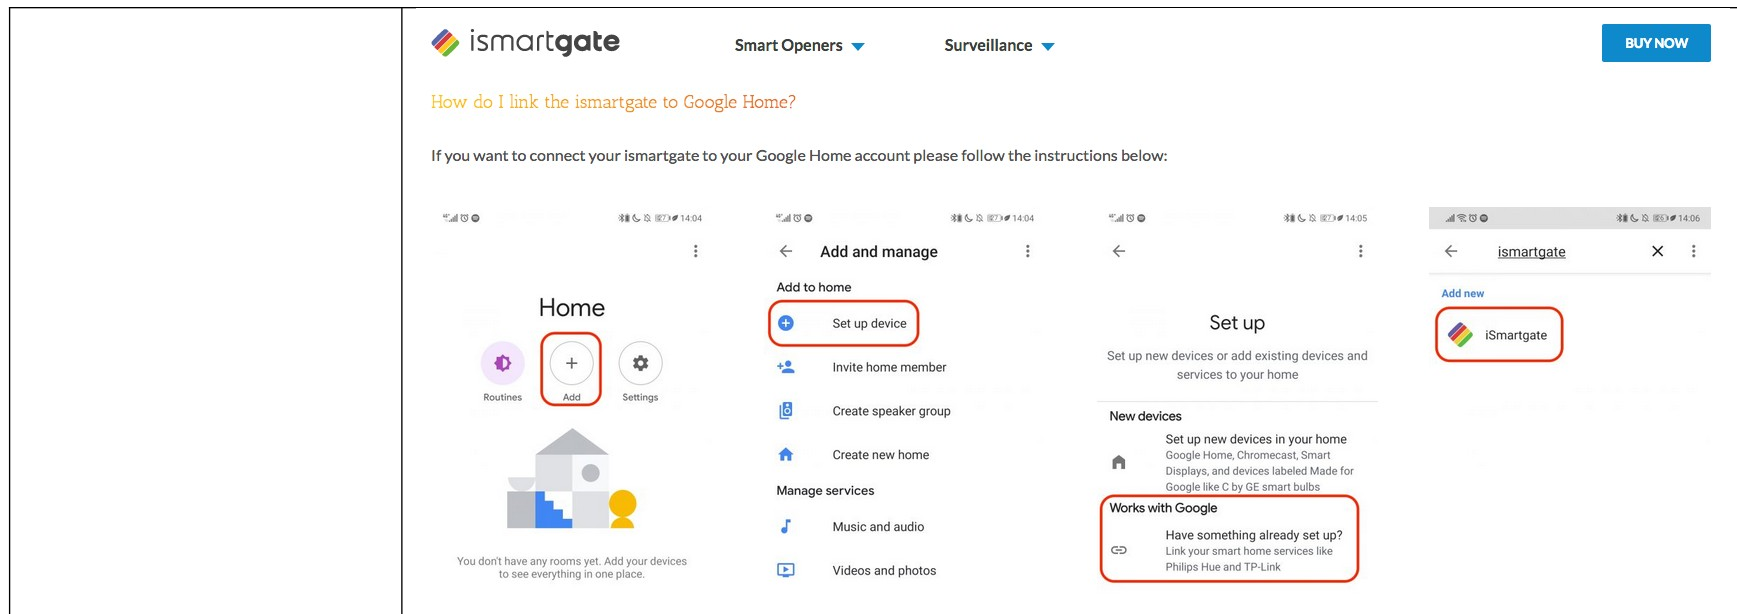 ismartgate
Smart Openers
Surveillance
BUY NOW
How do I link the ismartgate to Google Home?
If you want to connect your ismartgate to your Google Home account please follow the instructions below:
14:04
Home
Routines
Add
Settings
You don't have any rooms yet. Add your devices
to see everything in one place.
14:04
Add and manage
Add to home
Set up device
Invite home member
Create speaker group
Create new home
Manage services
Music and audio
Videos and photos
14:05
Set up
Set up new devices or add existing devices and
services to your home
New devices
Set up new devices in your home
Google Home, Chromecast, Smart
Displays, and devices labeled Made for
Google like C by GE smart bulbs
Works with Google
Have something already set up?
Link your smart home services like
Philips Hue and TP-Link
14:06
ismartgate
Add new
iSmartgate